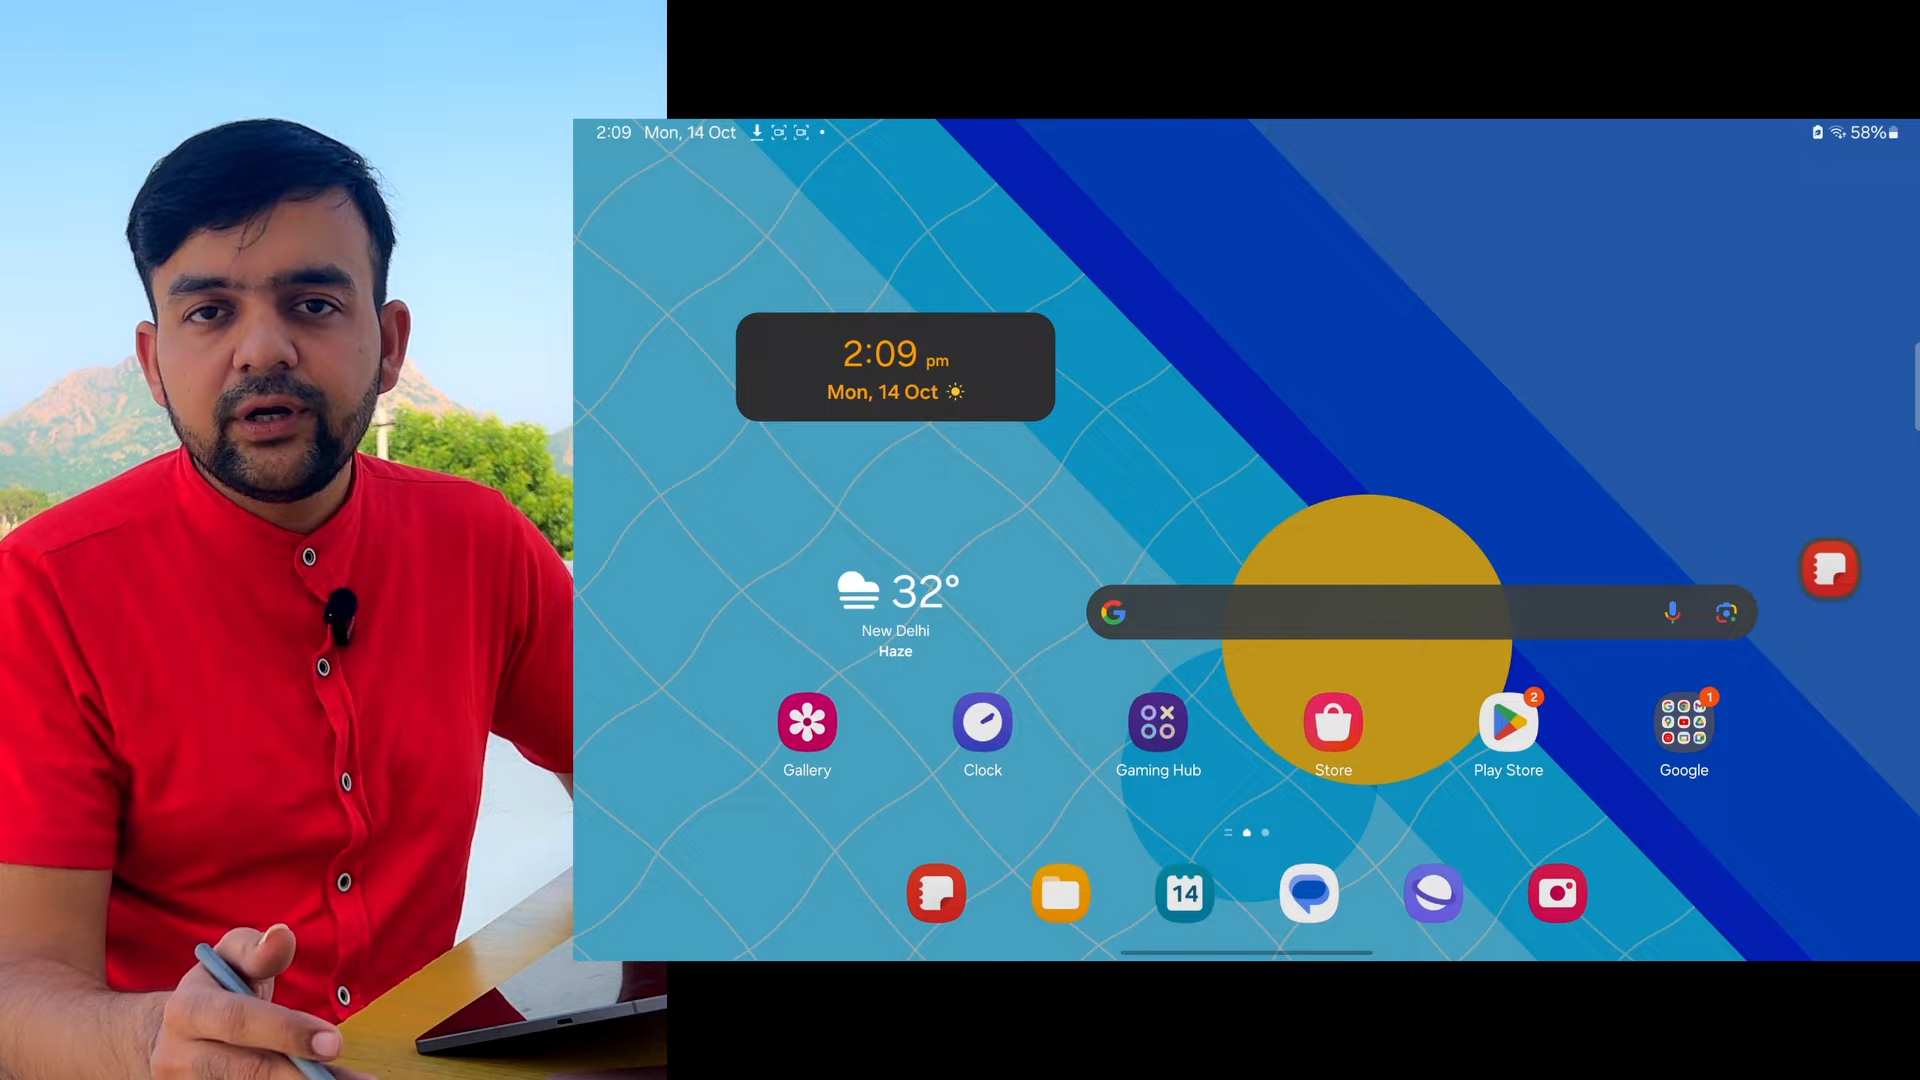 2:09 Mon, 14 Oct
58%
2:09 pm
Mon, 14 Oct
32°
New Delhi
Haze
G
2
1
Gallery
Clock
Gaming Hub
Store
Play Store
Google
14